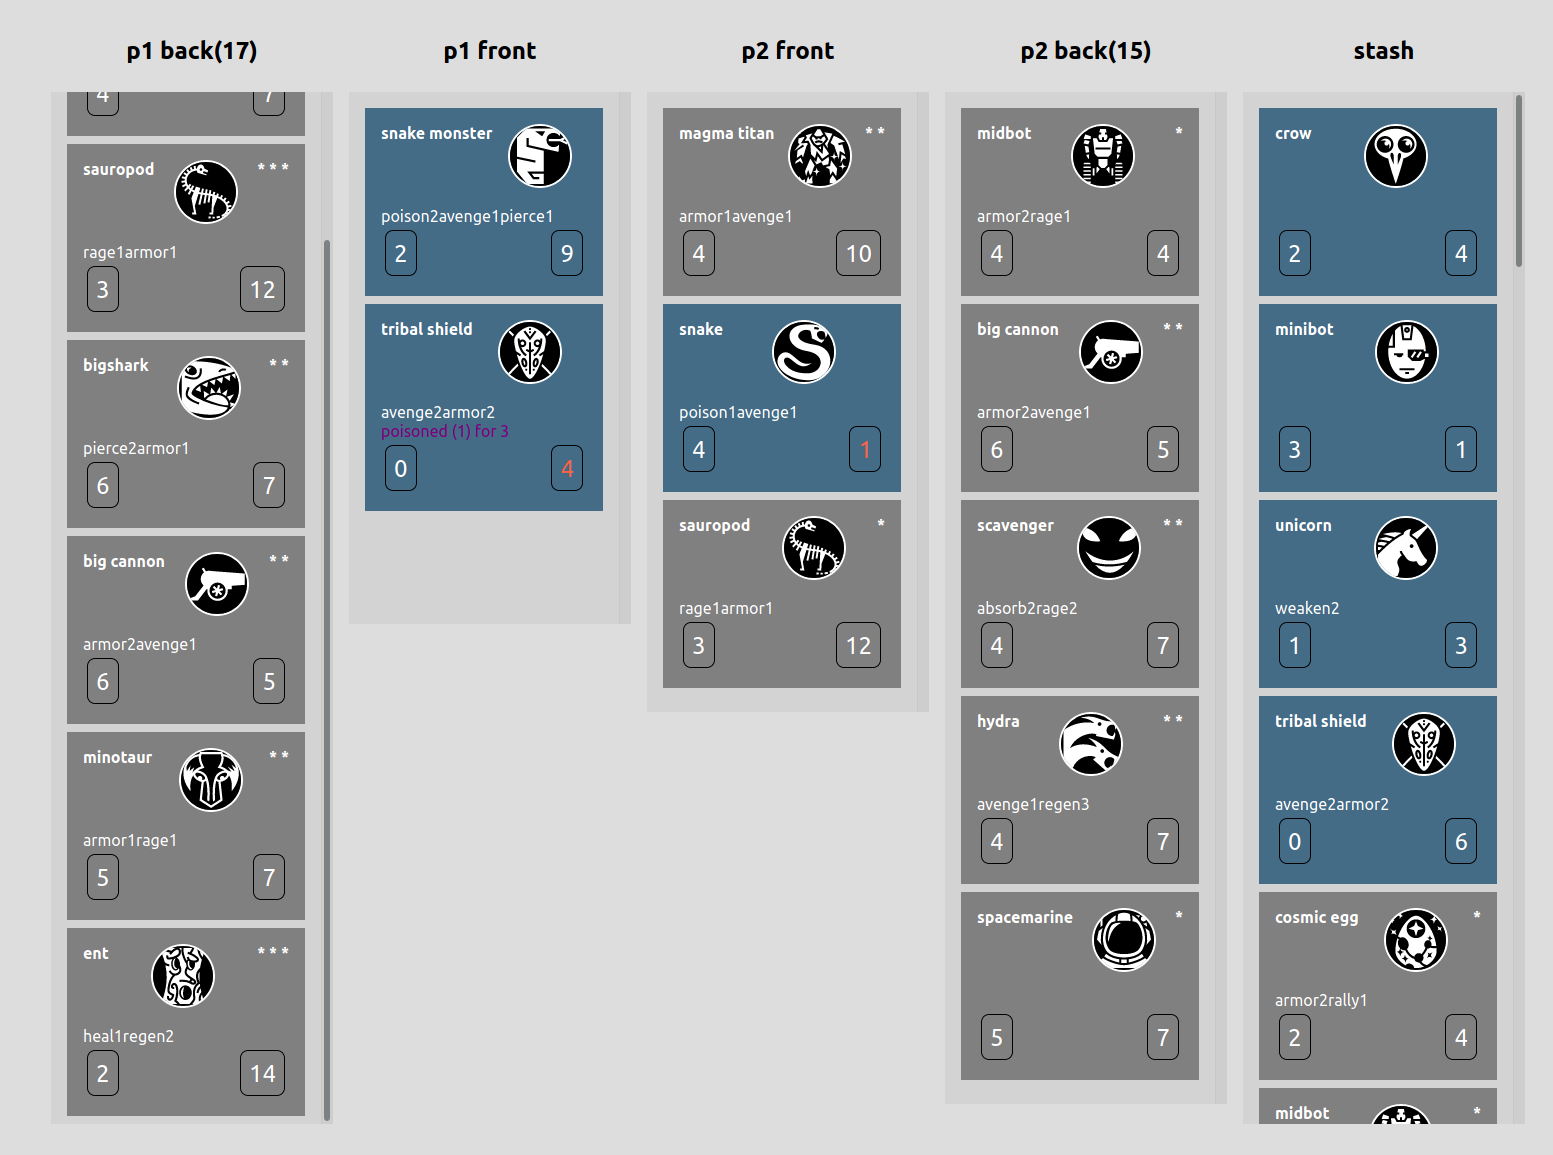 p1 back(17)
4
7
sauropod
* * *
rage1armor1
3
12
bigshark
* *
pierce2armor1
6
7
big cannon
* *
armor2avenge1
6
5
minotaur
* *
armor1rage1
5
7
ent
* * *
heal1regen2
2
14
p1 front
snake monster
poison2avenge1pierce1
2
9
tribal shield
avenge2armor2
poisoned (1) for 3
0
4
p2 front
magma titan
* *
armor1avenge1
4
10
snake
poison1avenge1
4
1
sauropod
*
rage1armor1
3
12
p2 back(15)
midbot
*
armor2rage1
4
4
big cannon
* *
armor2avenge1
6
5
scavenger
* *
absorb2rage2
4
7
hydra
* *
avenge1regen3
4
7
spacemarine
*
5
7
stash
crow
2
4
minibot
3
1
unicorn
weaken2
1
3
tribal shield
avenge2armor2
0
6
cosmic egg
*
armor2rally1
2
4
midbot
*